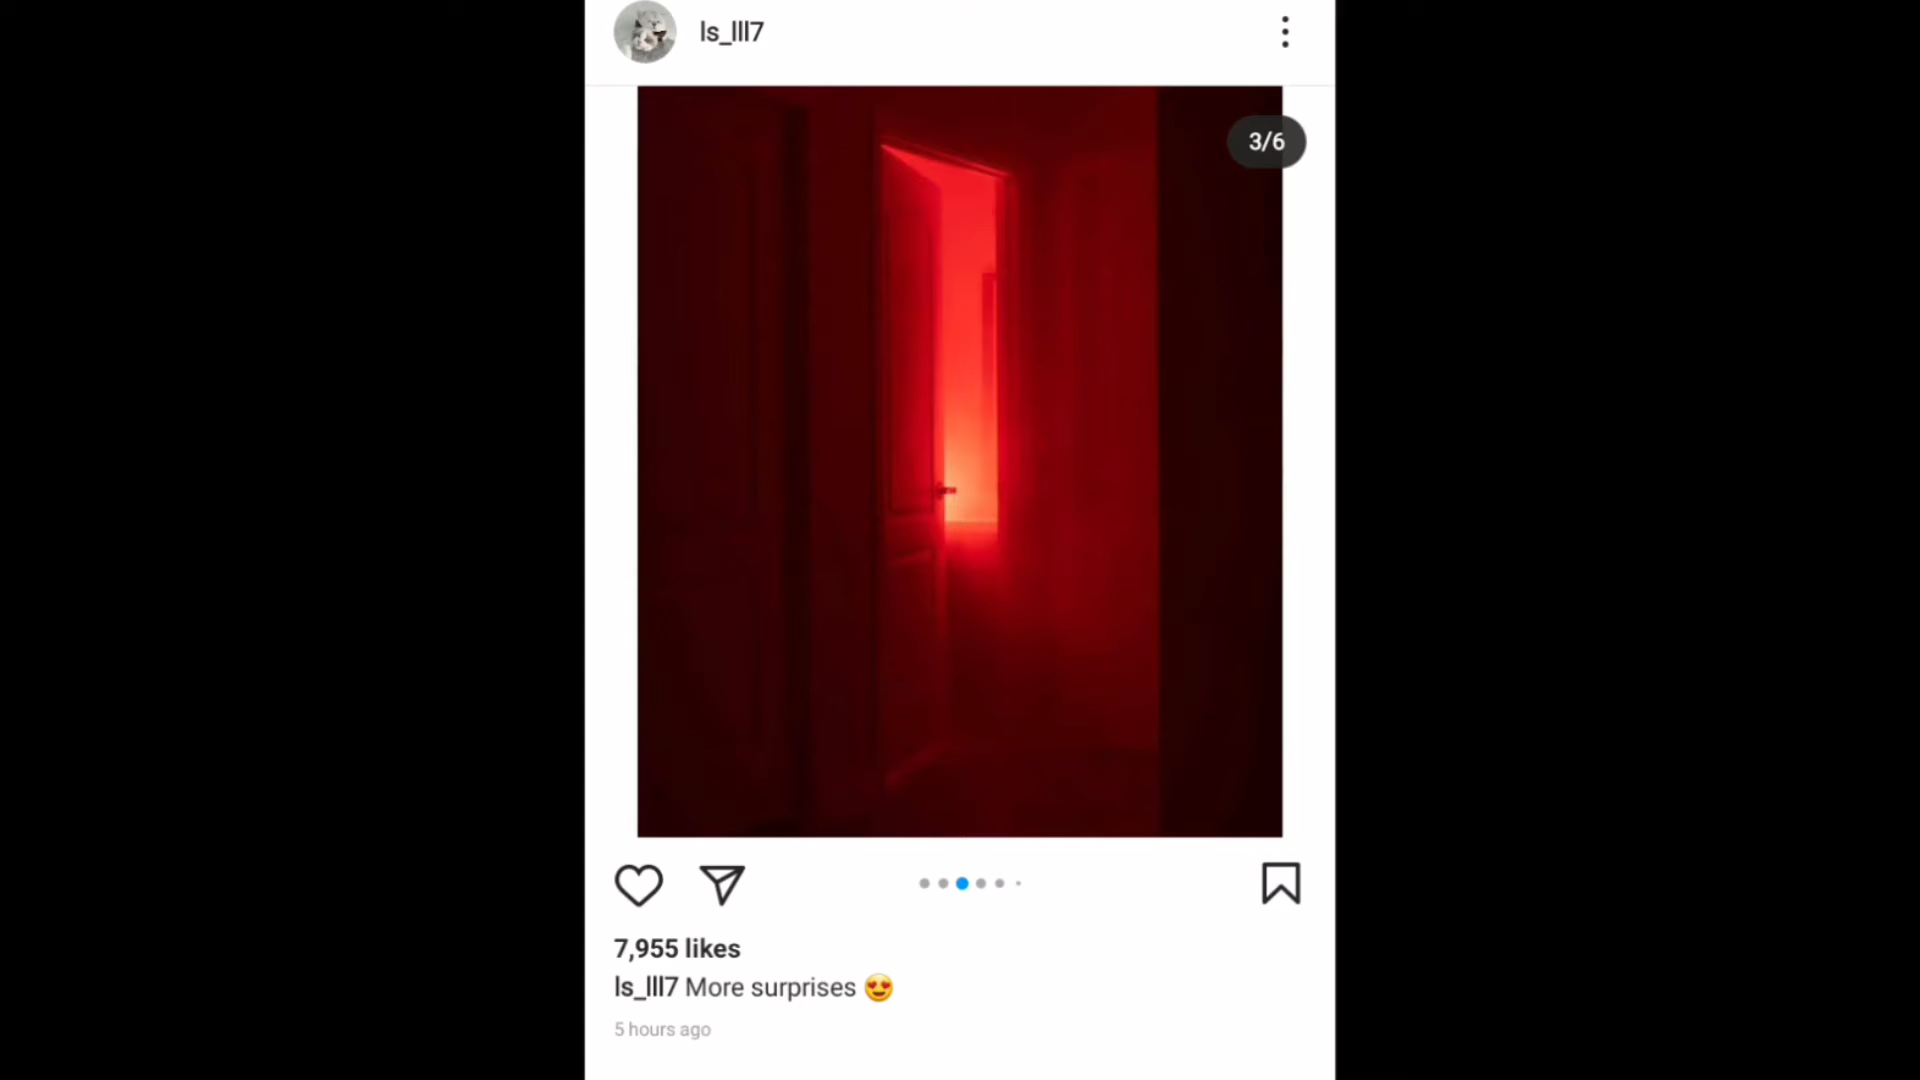 ls_lll7
3/6
7,955 likes
ls_lll7 More surprises 😍
5 hours ago